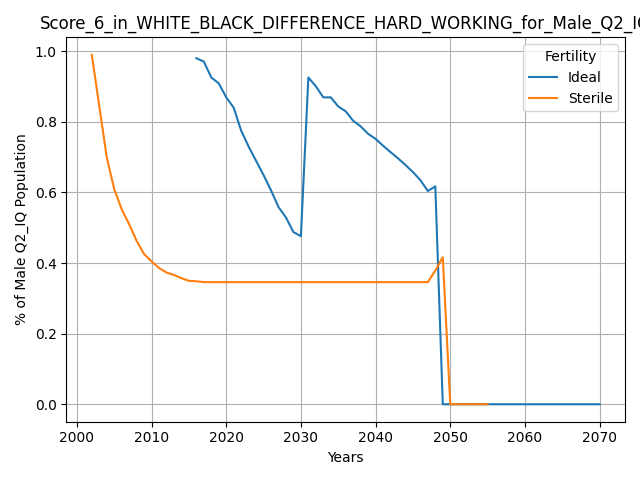 Score_6_in_WHITE_BLACK_DIFFERENCE_HARD_WORKING_for_Male_Q2_IQ
Fertility
Ideal
Sterile
% of Male Q2_IQ Population
1.0
0.8
0.6
0.4
0.2
0.0
2000 2010 2020 2030 2040 2050 2060 2070
Years